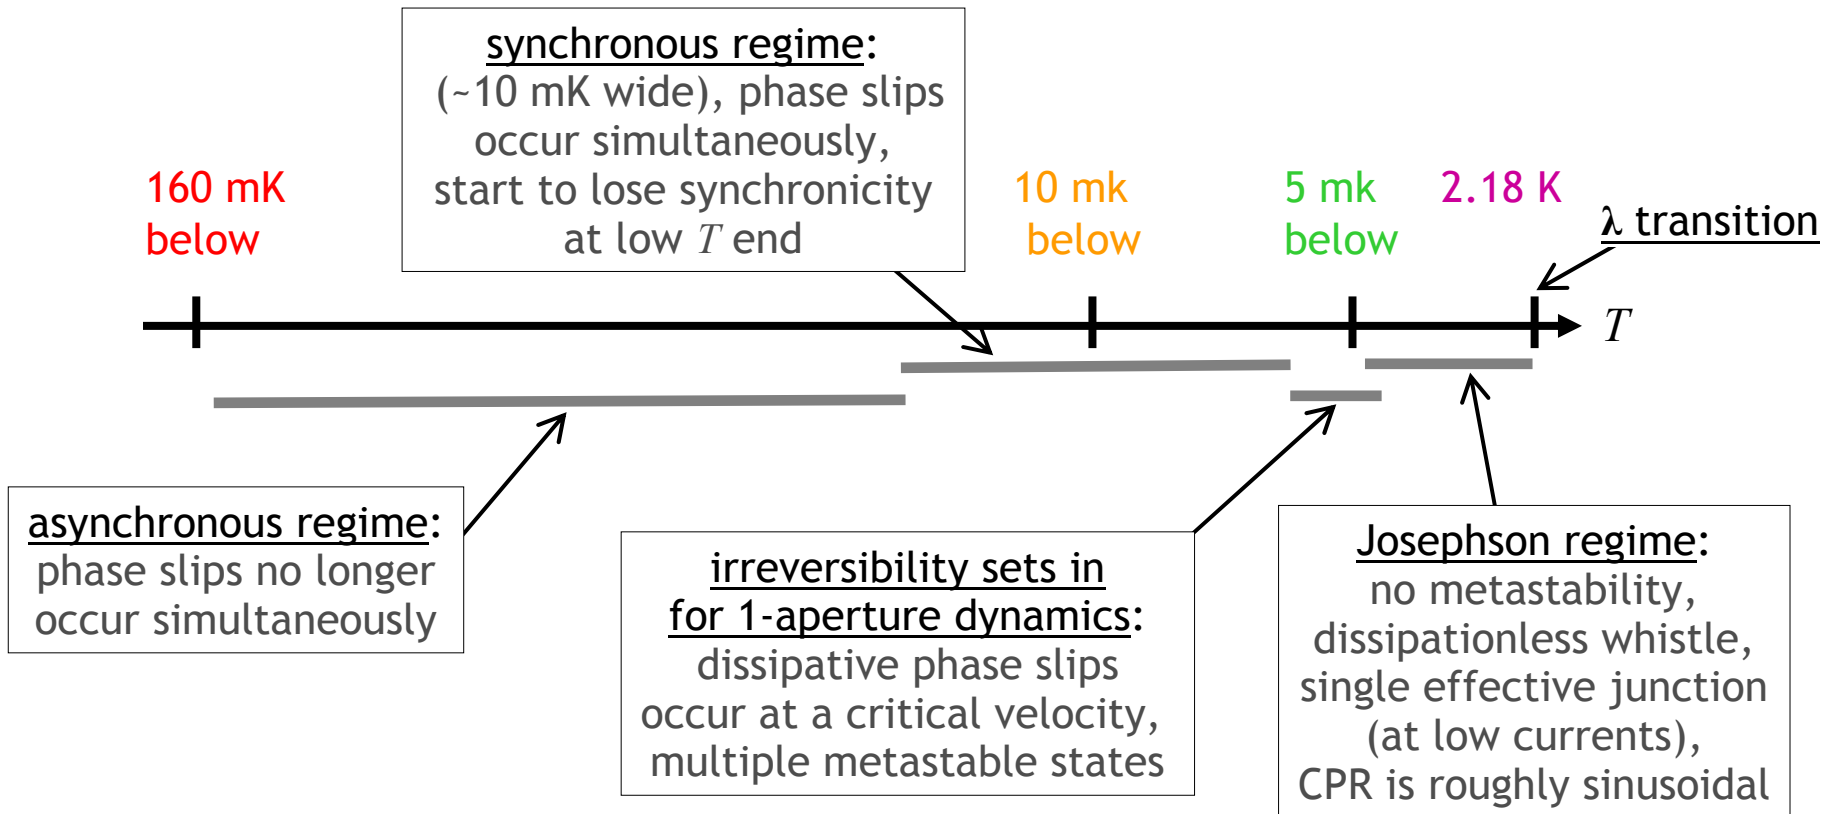 synchronous regime:
(~10 mK wide), phase slips
occur simultaneously,
start to lose synchronicity
at low T end
160 mK
below
10 mk
below
5 mk
below
2.18 K
λ transition
T
asynchronous regime:
phase slips no longer
occur simultaneously
irreversibility sets in
for 1-aperture dynamics:
dissipative phase slips
occur at a critical velocity,
multiple metastable states
Josephson regime:
no metastability,
dissipationless whistle,
single effective junction
(at low currents),
CPR is roughly sinusoidal